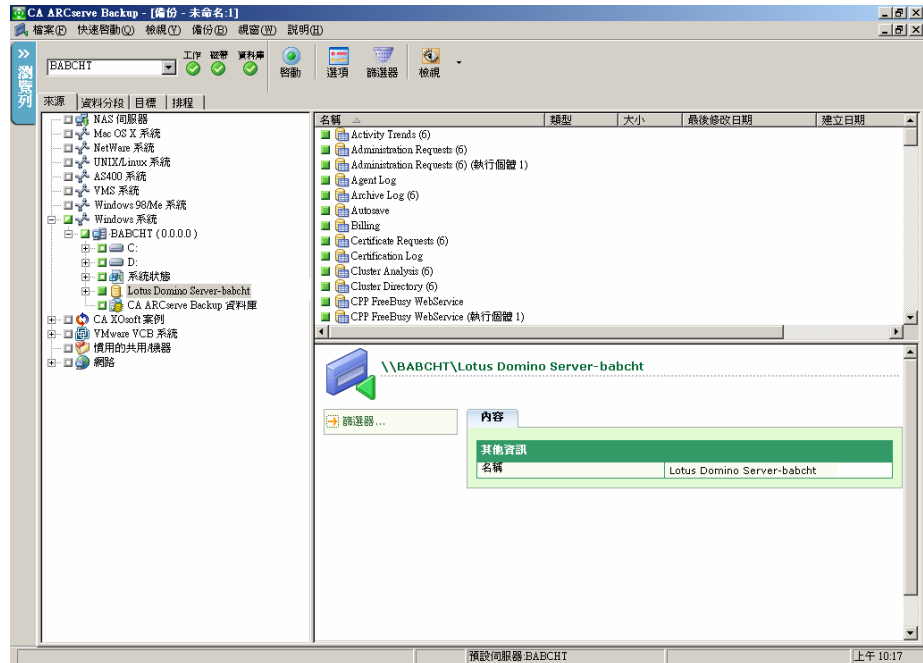 CA ARCserve Backup - [備份 - 未命名:1]
檔案(F) 快速啓動(Q) 檢視(Y) 備份(B) 視窗(W) 説明(H)
瀏覽列
BABCHT
工作 磁帶 資料庫
啓動 選項 篩選器 檢視
來源 資料分段 目標 排程
NAS 伺服器
Mac OS X 系統
NetWare 系統
UNIX/Linux 系統
AS400 系統
VMS 系統
Windows 98/Me 系統
Windows 系統
BABCHT ( 0.0.0.0 )
C:
D:
系統狀態
Lotus Domino Server-babcht
CA ARCserve Backup 資料庫
CA XOsoft 案例
VMware VCB 系統
慣用的共用/機器
網路
名稱 類型 大小 最後修改日期 建立日期
Activity Trends (6)
Administration Requests (6)
Administration Requests (6) (執行個體 1)
Agent Log
Archive Log (6)
Autosave
Billing
Certificate Requests (6)
Certification Log
Cluster Analysis (6)
Cluster Directory (6)
CPP FreeBusy WebService
CPP FreeBusy WebService (執行個體 1)
\\BABCHT\Lotus Domino Server-babcht
篩選器...
內容
其他資訊
名稱 Lotus Domino Server-babcht
預設伺服器:BABCHT 上午 10:17